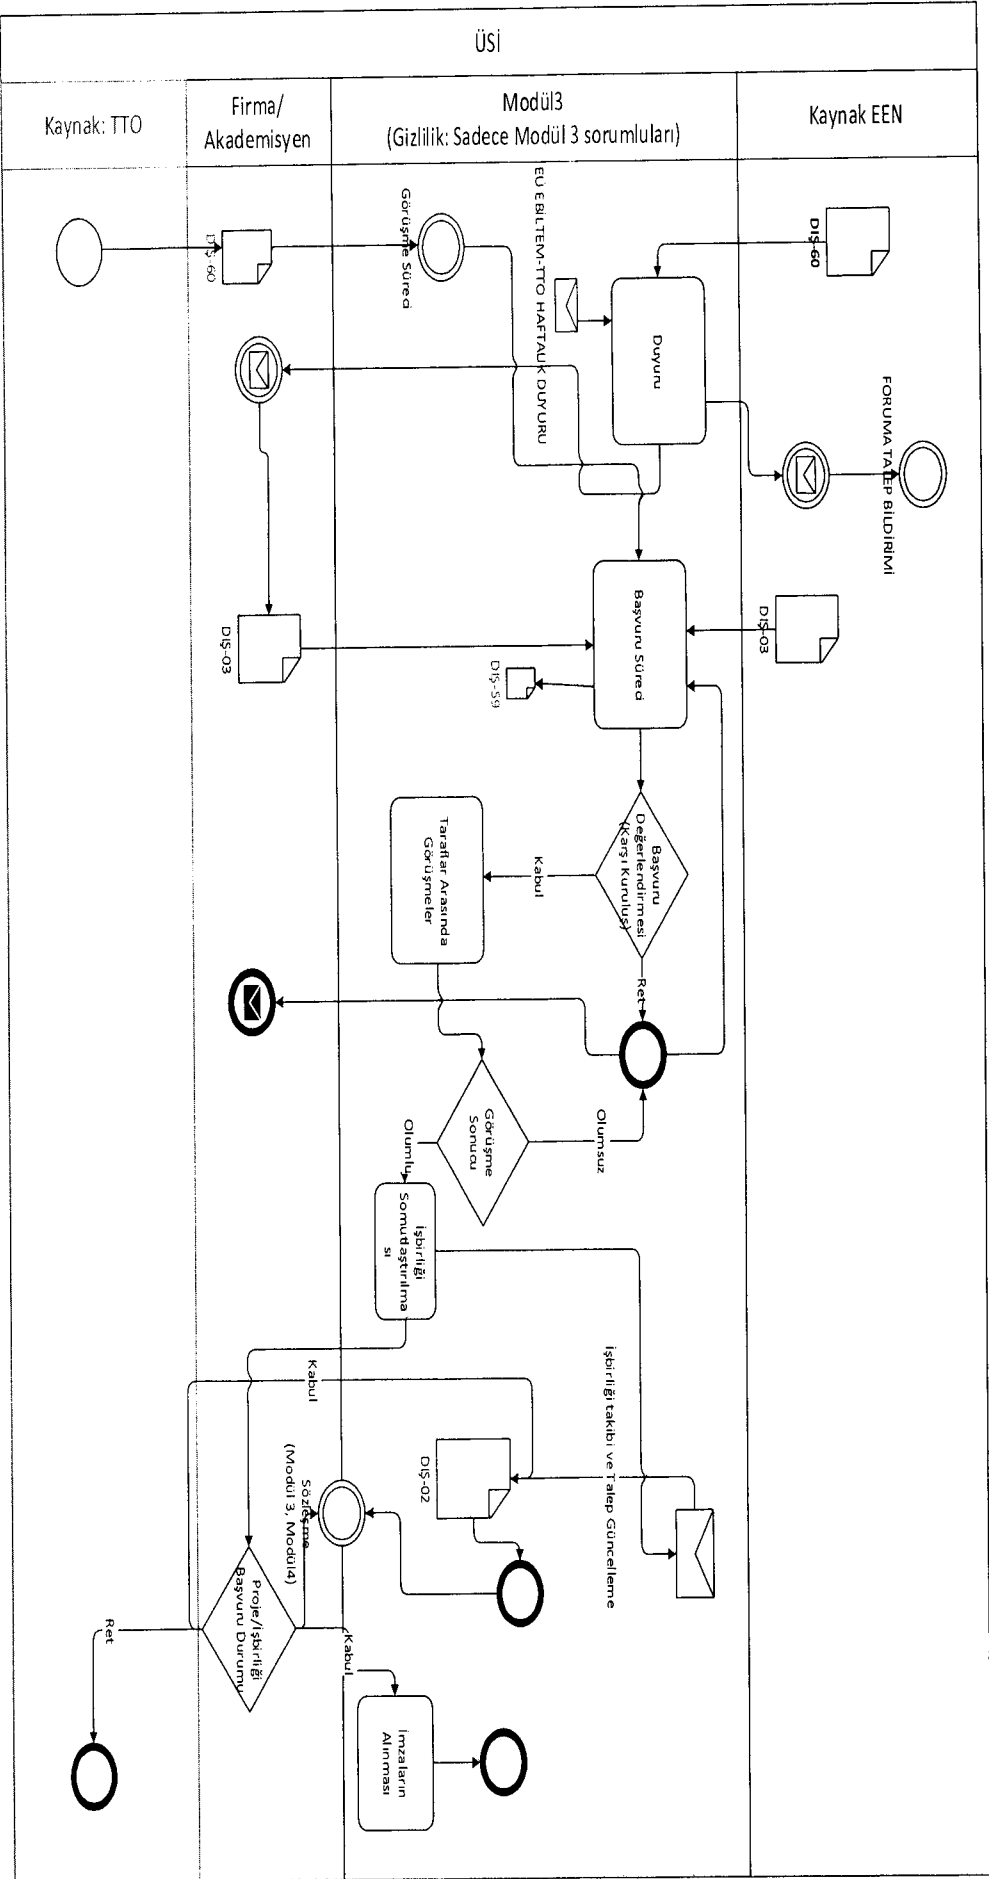 ÜSİ
Kaynak: TTO
Firma/
Akademisyen
Modül3
(Gizlilik: Sadece Modül 3 sorumluları)
Kaynak EEN
DIŞ-60
Görüşme Süreci
EÜ EBİLTEM-TTO HAFTALIK DUYURU
Duyuru
DIŞ-60
FORUMA TALEP BİLDİRİMİ
DIŞ-03
DIŞ-59
Başvuru Süreci
DIŞ-03
Başvuru
Değerlendirmesi
(Karşı Kuruluş)
Kabul
Ret
Taraflar Arasında
Görüşmeler
Görüşme
Sonucu
Olumsuz
Olumlu
İşbirliği
Somutlaştırılma
sı
İşbirliği takibi ve Talep Güncelleme
Kabul
DIŞ-02
Sözleşme
(Modül 3, Modül4)
Proje/İşbirliği
Başvuru Durumu
Kabul
Ret
İmzaların
Alınması